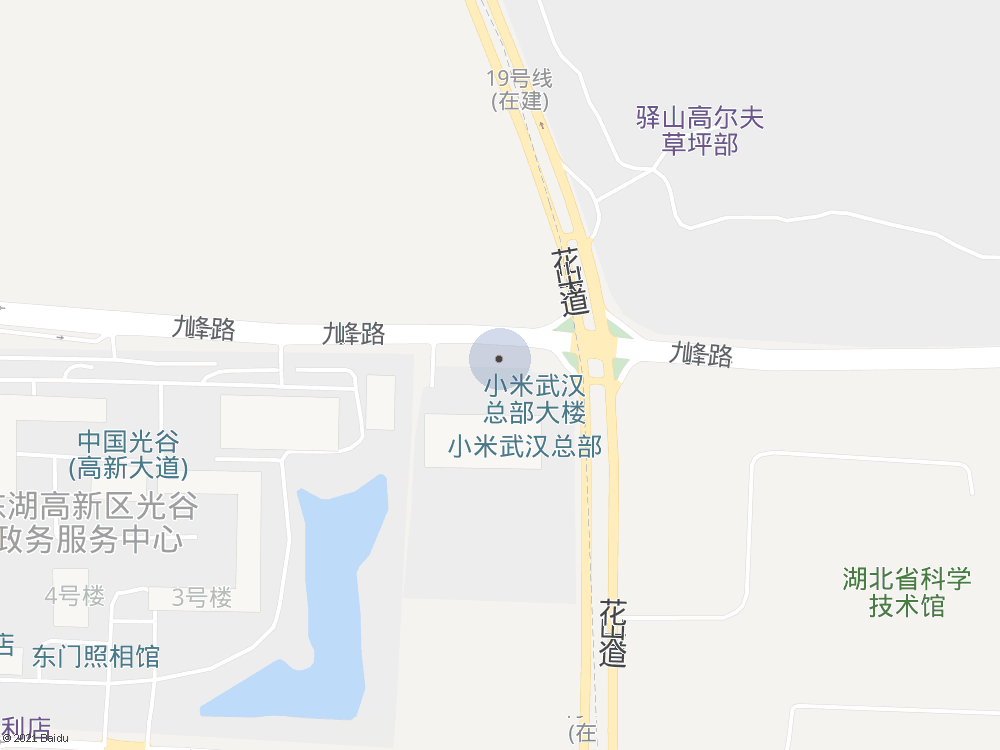 19号线
(在建)
驿山高尔夫
草坪部
花山大道
九峰路
九峰路
九峰路
小米武汉
总部大楼
小米武汉总部
中国光谷
(高新大道)
湖高新区光谷
政务服务中心
4号楼
3号楼
湖北省科学
技术馆
花山大道
店
东门照相馆
利店
(在
© 2021 Baidu